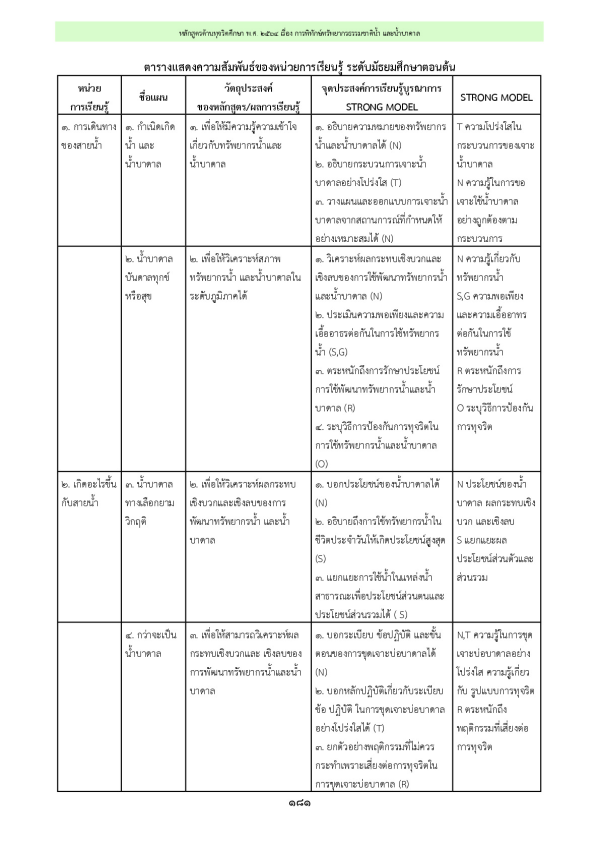 หลักสูตรต้านทุจริตศึกษา พ.ศ. ๒๕๖๔ เรื่อง การพิทักษ์ทรัพยากรธรรมชาติน้ำ และน้ำบาดาล
ตารางแสดงความสัมพันธ์ของหน่วยการเรียนรู้ ระดับมัธยมศึกษาตอนต้น
หน่วย
การเรียนรู้
ชื่อแผน
วัตถุประสงค์
ของหลักสูตร/ผลการเรียนรู้
จุดประสงค์การเรียนรู้บูรณาการ
STRONG MODEL
STRONG MODEL
๑. การเดินทาง
ของสายน้ำ
๑. กำเนิดเกิด
น้ำ และ
น้ำบาดาล
๑. เพื่อให้มีความรู้ความเข้าใจ
เกี่ยวกับทรัพยากรน้ำและ
น้ำบาดาล
๑. อธิบายความหมายของทรัพยากร
น้ำและน้ำบาดาลได้ (N)
๒. อธิบายกระบวนการเจาะน้ำ
บาดาลอย่างโปร่งใส (T)
๓. วางแผนและออกแบบการเจาะน้ำ
บาดาลจากสถานการณ์ที่กำหนดให้
อย่างเหมาะสมได้ (N)
T ความโปร่งใสใน
กระบวนการของเจาะ
น้ำบาดาล
N ความรู้ในการขอ
เจาะใช้น้ำบาดาล
อย่างถูกต้องตาม
กระบวนการ
๒. น้ำบาดาล
บันดาลทุกข์
หรือสุข
๒. เพื่อให้วิเคราะห์สภาพ
ทรัพยากรน้ำ และน้ำบาดาลใน
ระดับภูมิภาคได้
๑. วิเคราะห์ผลกระทบเชิงบวกและ
เชิงลบของการใช้พัฒนาทรัพยากรน้ำ
และน้ำบาดาล (N)
๒. ประเมินความพอเพียงและความ
เอื้ออาธรต่อกันในการใช้ทรัพยากร
น้ำ (S,G)
๓. ตระหนักถึงการรักษาประโยชน์
การใช้พัฒนาทรัพยากรน้ำและน้ำ
บาดาล (R)
๔. ระบุวิธีการป้องกันการทุจริตใน
การใช้ทรัพยากรน้ำและน้ำบาดาล
(O)
N ความรู้เกี่ยวกับ
ทรัพยากรน้ำ
S,G ความพอเพียง
และความเอื้ออาทร
ต่อกันในการใช้
ทรัพยากรน้ำ
R ตระหนักถึงการ
รักษาประโยชน์
O ระบุวิธีการป้องกัน
การทุจริต
๒. เกิดอะไรขึ้น
กับสายน้ำ
๓. น้ำบาดาล
ทางเลือกยาม
วิกฤติ
๒. เพื่อให้วิเคราะห์ผลกระทบ
เชิงบวกและเชิงลบของการ
พัฒนาทรัพยากรน้ำ และน้ำ
บาดาล
๑. บอกประโยชน์ของน้ำบาดาลได้
(N)
๒. อธิบายถึงการใช้ทรัพยากรน้ำใน
ชีวิตประจำวันให้เกิดประโยชน์สูงสุด
(S)
๓. แยกแยะการใช้น้ำในแหล่งน้ำ
สาธารณะเพื่อประโยชน์ส่วนตนและ
ประโยชน์ส่วนรวมได้ ( S)
N ประโยชน์ของน้ำ
บาดาล ผลกระทบเชิง
บวก และเชิงลบ
S แยกแยะผล
ประโยชน์ส่วนตัวและ
ส่วนรวม
๔. กว่าจะเป็น
น้ำบาดาล
๓. เพื่อให้สามารถวิเคราะห์ผล
กระทบเชิงบวกและ เชิงลบของ
การพัฒนาทรัพยากรน้ำและน้ำ
บาดาล
๑. บอกระเบียบ ข้อปฏิบัติ และขั้น
ตอนของการขุดเจาะบ่อบาดาลได้
(N)
๒. บอกหลักปฏิบัติเกี่ยวกับระเบียบ
ข้อ ปฏิบัติ ในการขุดเจาะบ่อบาดาล
อย่างโปร่งใสได้ (T)
๓. ยกตัวอย่างพฤติกรรมที่ไม่ควร
กระทำเพราะเสี่ยงต่อการทุจริตใน
การขุดเจาะบ่อบาดาล (R)
N,T ความรู้ในการขุด
เจาะบ่อบาดาลอย่าง
โปร่งใส ความรู้เกี่ยว
กับ รูปแบบการทุจริต
R ตระหนักถึง
พฤติกรรมที่เสี่ยงต่อ
การทุจริต
๑๘๑